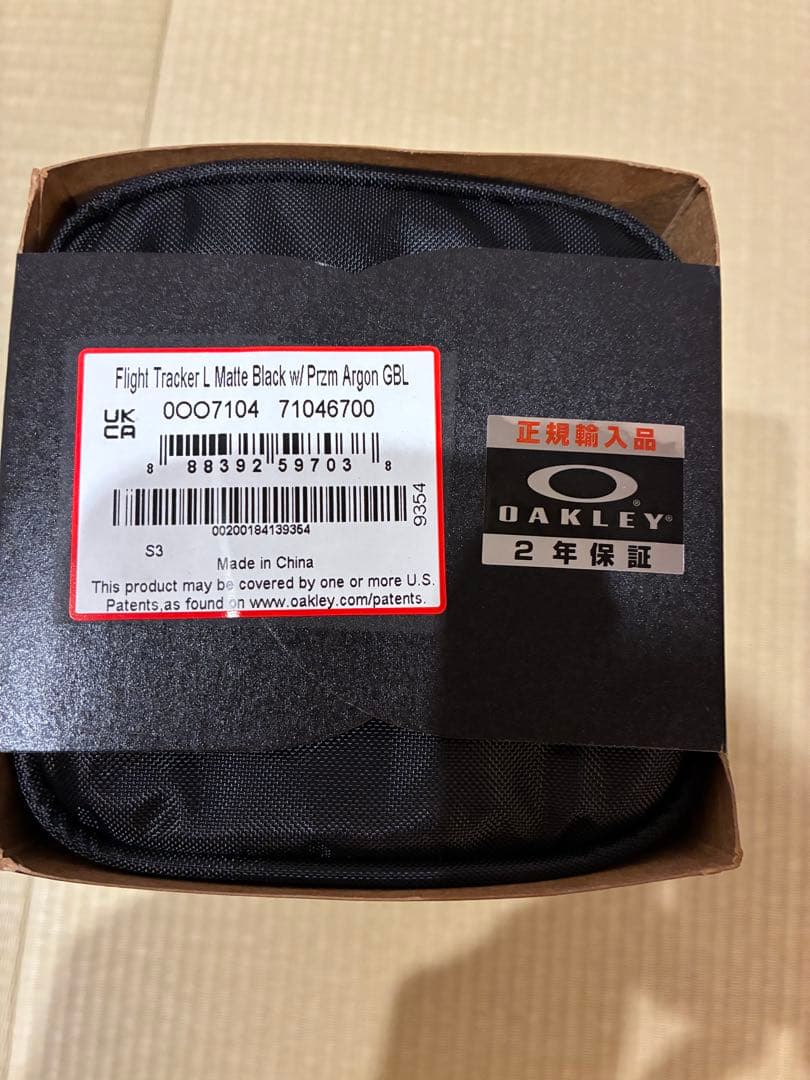 Flight Tracker L Matte Black w/ Przm Argon GBL
UK
CA
0OO7104 71046700
8 88392 59703 8
00200184139354
9354
S3
Made in China
This product may be covered by one or more U.S.
Patents,as found on www.oakley.com/patents.
正規輸入品
®
OAKLEY®
2年保証